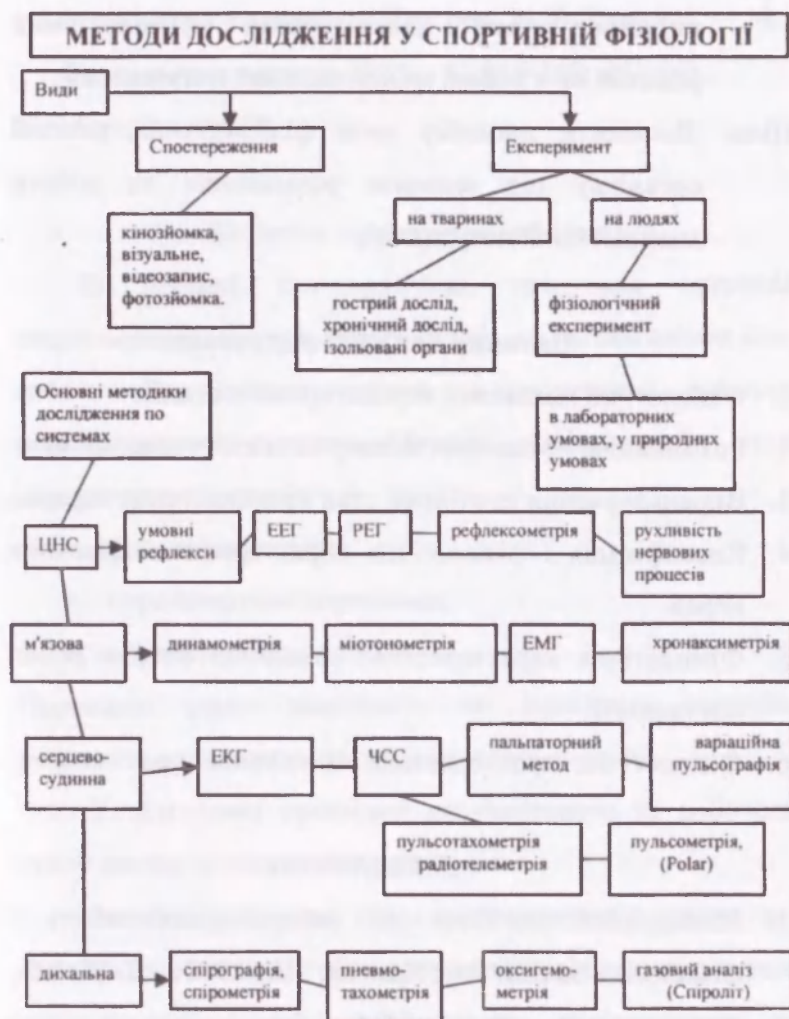 МЕТОДИ ДОСЛІДЖЕННЯ У СПОРТИВНІЙ ФІЗІОЛОГІЇ
Види
Спостереження
Експеримент
кінозйомка,
візуальне,
відеозапис,
фотозйомка.
на тваринах
на людях
гострий дослід,
хронічний дослід,
ізольовані органи
фізіологічний
експеримент
Основні методики
дослідження по
системах
в лабораторних
умовах, у природних
умовах
ЦНС
умовні
рефлекси
ЕЕГ
РЕГ
рефлексометрія
рухливість
нервових
процесів
м'язова
динамометрія
міотонометрія
ЕМГ
хронаксиметрія
серцево-
судинна
ЕКГ
ЧСС
пальпаторний
метод
варіаційна
пульсографія
пульсотахометрія
радіотелеметрія
пульсометрія,
(Polar)
дихальна
спірографія,
спірометрія
пневмо-
тахометрія
оксигемо-
метрія
газовий аналіз
(Спіроліт)